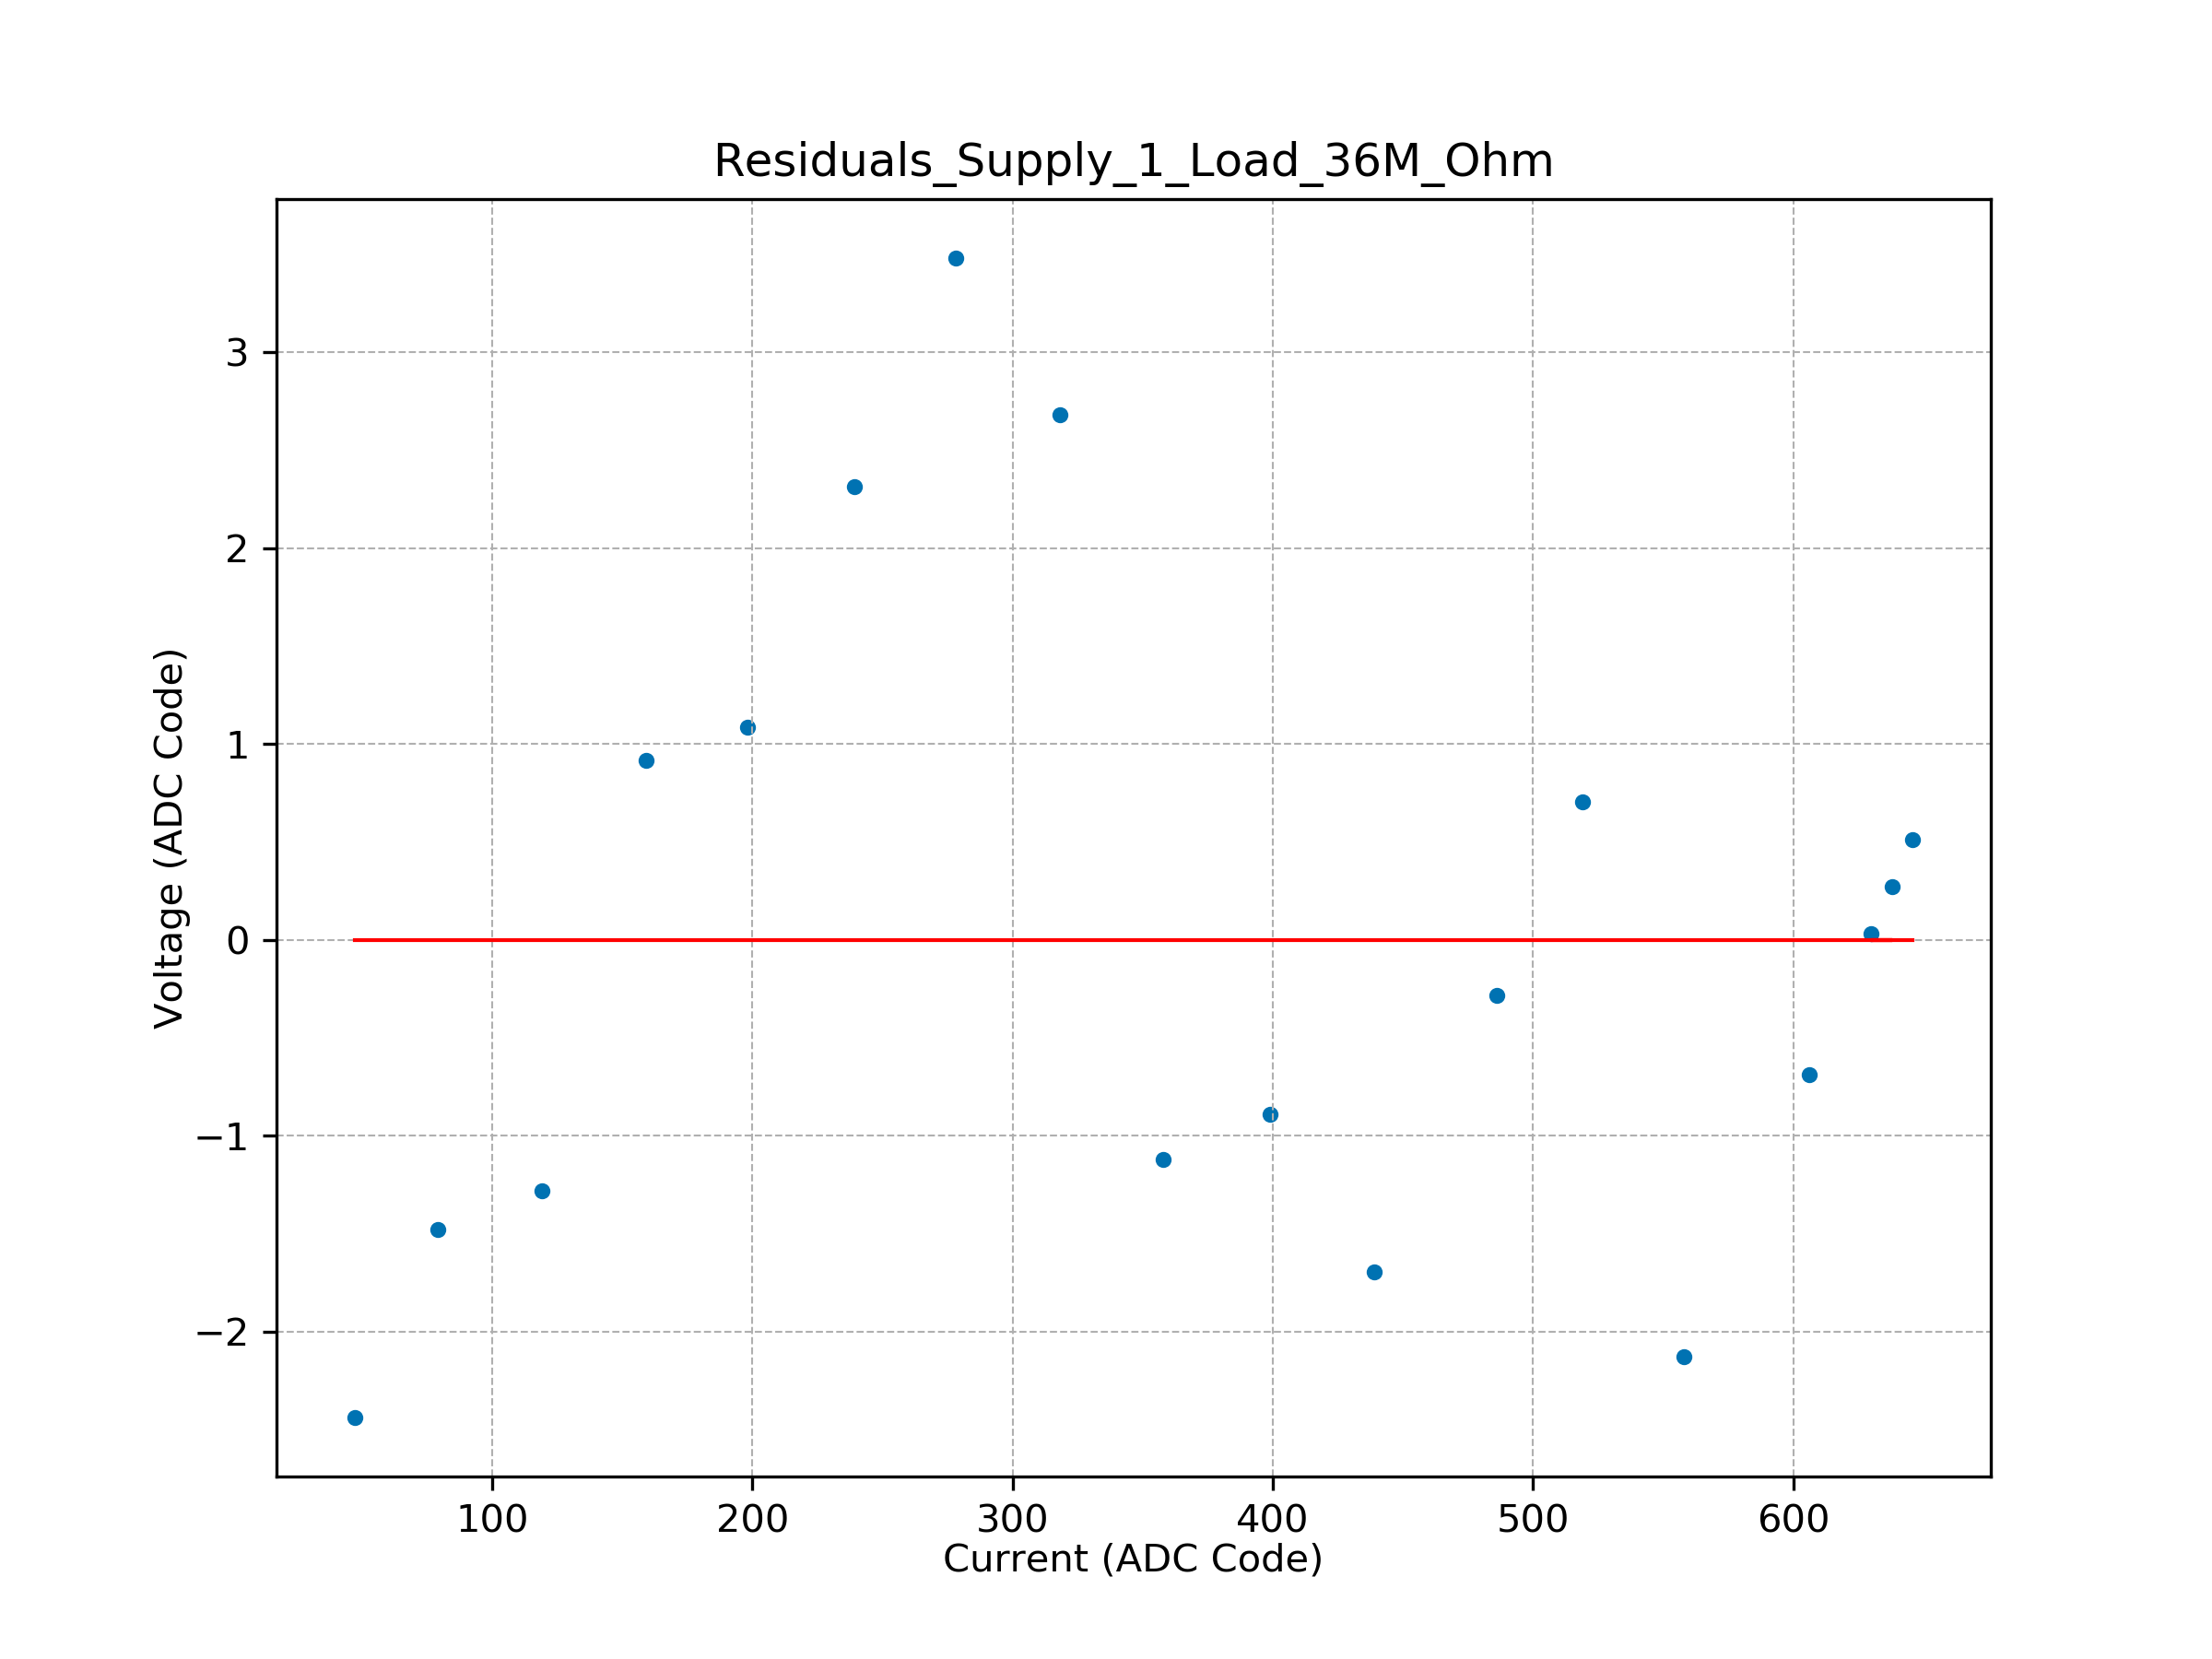 Residuals_Supply_1_Load_36M_Ohm
3
2
1
0
−1
−2
Voltage (ADC Code)
100 200 300 400 500 600
Current (ADC Code)